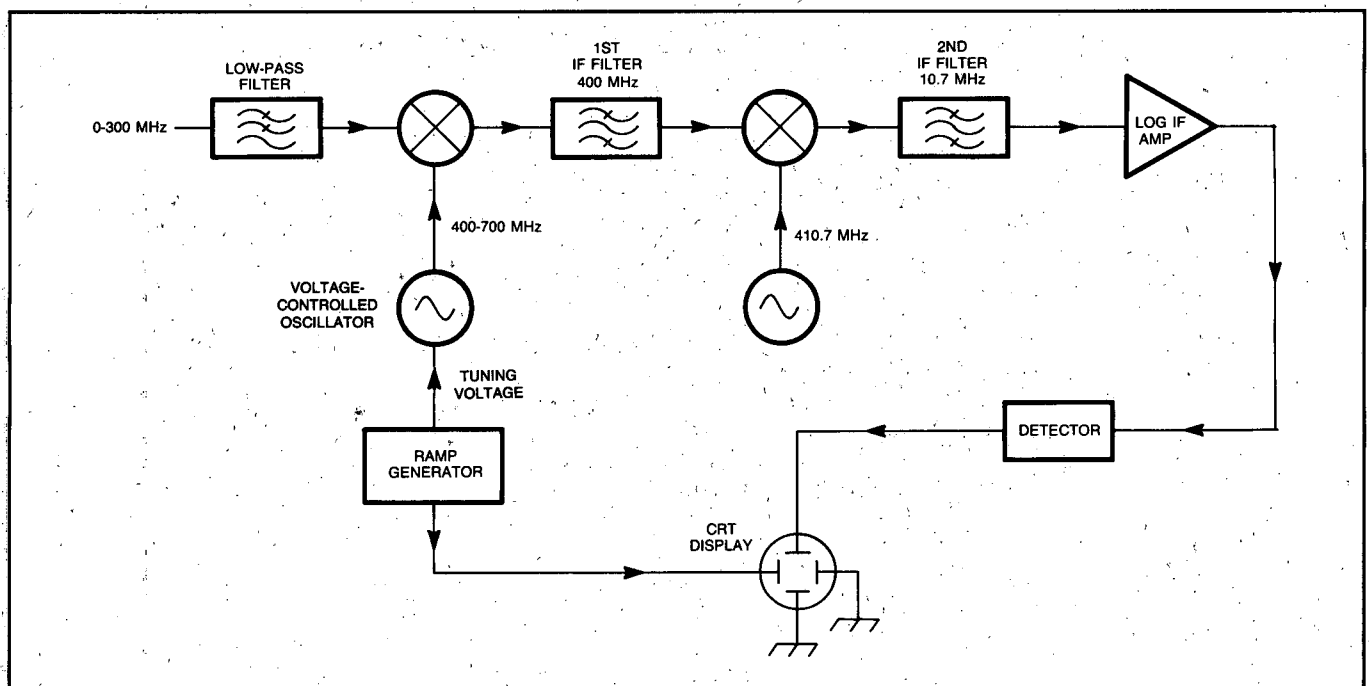 LOW-PASS
FILTER
0-300 MHz
1ST
IF FILTER
400 MHz
2ND
IF FILTER
10.7 MHz
LOG IF
AMP
400-700 MHz
410.7 MHz
VOLTAGE-
CONTROLLED
OSCILLATOR
TUNING
VOLTAGE
RAMP
GENERATOR
DETECTOR
CRT
DISPLAY